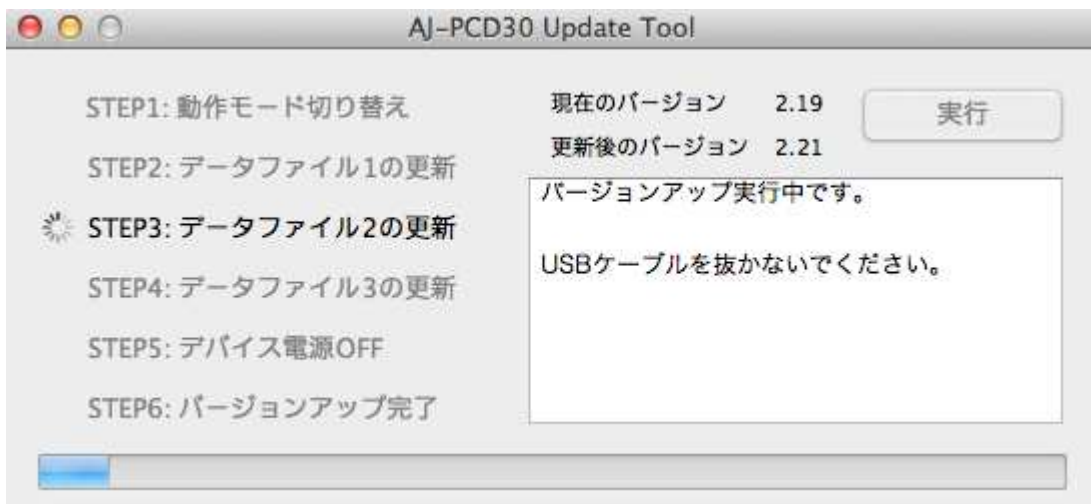 AJ-PCD30 Update Tool
STEP1: 動作モード切り替え
STEP2: データファイル1の更新
STEP3: データファイル2の更新
STEP4: データファイル3の更新
STEP5: デバイス電源OFF
STEP6: バージョンアップ完了
現在のバージョン 2.19
更新後のバージョン 2.21
実行
バージョンアップ実行中です。
USBケーブルを抜かないでください。